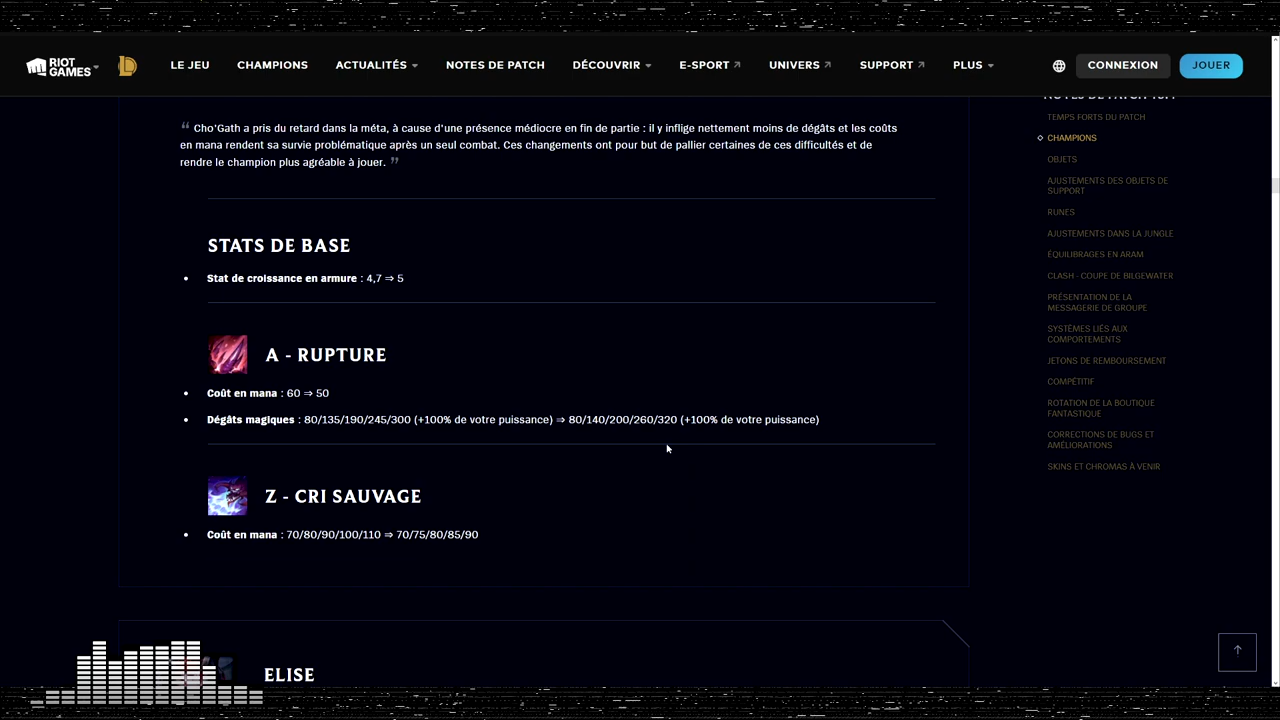 RIOT GAMES
LE JEU
CHAMPIONS
ACTUALITÉS
NOTES DE PATCH
DÉCOUVRIR
E-SPORT
UNIVERS
SUPPORT
PLUS
CONNEXION
JOUER
“ Cho'Gath a pris du retard dans la méta, à cause d'une présence médiocre en fin de partie : il y inflige nettement moins de dégâts et les coûts
en mana rendent sa survie problématique après un seul combat. Ces changements ont pour but de pallier certaines de ces difficultés et de
rendre le champion plus agréable à jouer. ”
STATS DE BASE
• Stat de croissance en armure : 4,7 ⇒ 5
A - RUPTURE
• Coût en mana : 60 ⇒ 50
• Dégâts magiques : 80/135/190/245/300 (+100% de votre puissance) ⇒ 80/140/200/260/320 (+100% de votre puissance)
Z - CRI SAUVAGE
• Coût en mana : 70/80/90/100/110 ⇒ 70/75/80/85/90
ELISE
NOTES DE PATCH
TEMPS FORTS DU PATCH
CHAMPIONS
OBJETS
AJUSTEMENTS DES OBJETS DE
SUPPORT
RUNES
AJUSTEMENTS DANS LA JUNGLE
ÉQUILIBRAGES EN ARAM
CLASH - COUPE DE BILGEWATER
PRÉSENTATION DE LA
MESSAGERIE DE GROUPE
SYSTÈMES LIÉS AUX
COMPORTEMENTS
JETONS DE REMBOURSEMENT
COMPÉTITIF
ROTATION DE LA BOUTIQUE
FANTASTIQUE
CORRECTIONS DE BUGS ET
AMÉLIORATIONS
SKINS ET CHROMAS À VENIR